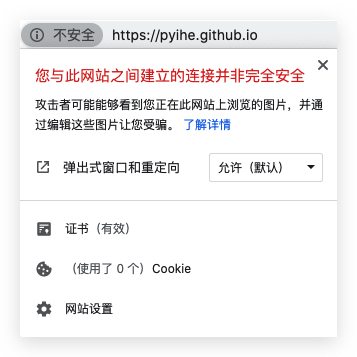 不安全 https://pyihe.github.io
您与此网站之间建立的连接并非完全安全
攻击者可能能够看到您正在此网站上浏览的图片，并通
过编辑这些图片让您受骗。 了解详情
弹出式窗口和重定向 允许（默认）
证书（有效）
（使用了 0 个）Cookie
网站设置